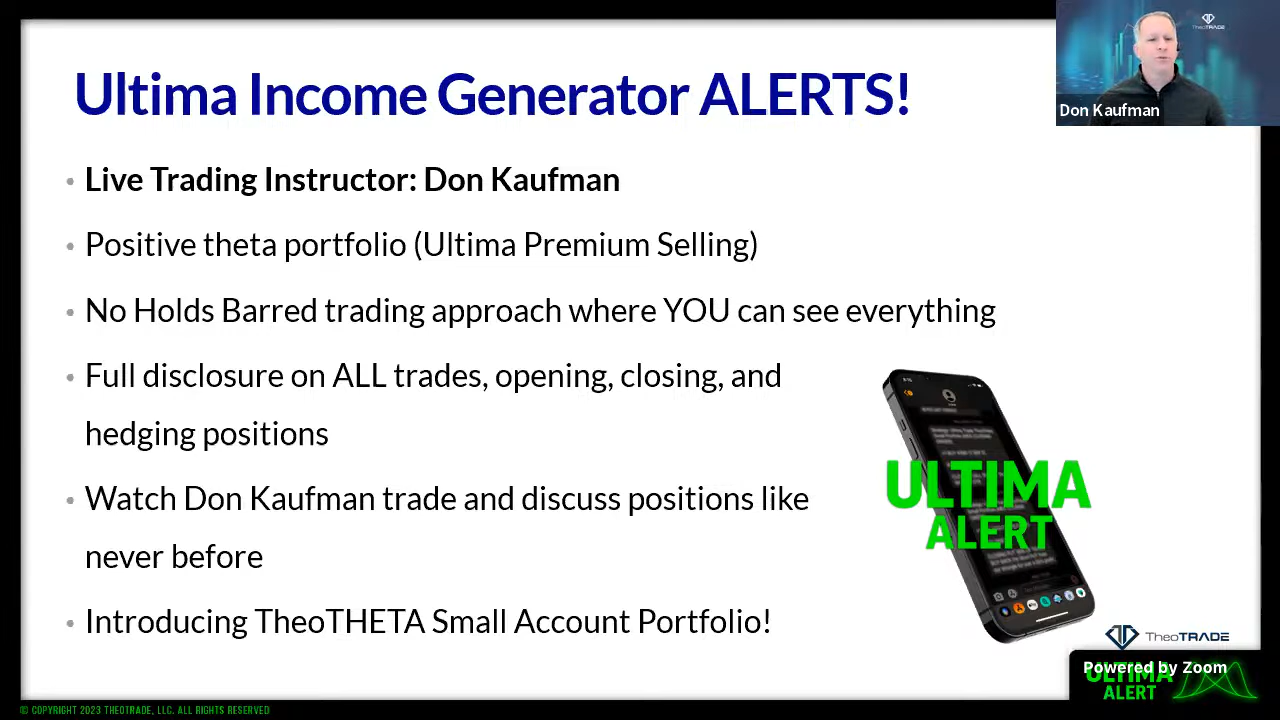 Ultima Income Generator ALERTS!
TheoTRADE
Don Kaufman
• Live Trading Instructor: Don Kaufman
• Positive theta portfolio (Ultima Premium Selling)
• No Holds Barred trading approach where YOU can see everything
• Full disclosure on ALL trades, opening, closing, and
hedging positions
• Watch Don Kaufman trade and discuss positions like
never before
• Introducing TheoTHETA Small Account Portfolio!
ULTIMA
ALERT
TheoTRADE
Powered by Zoom
ULTIMA
ALERT
© COPYRIGHT 2023 THEOTRADE, LLC. ALL RIGHTS RESERVED